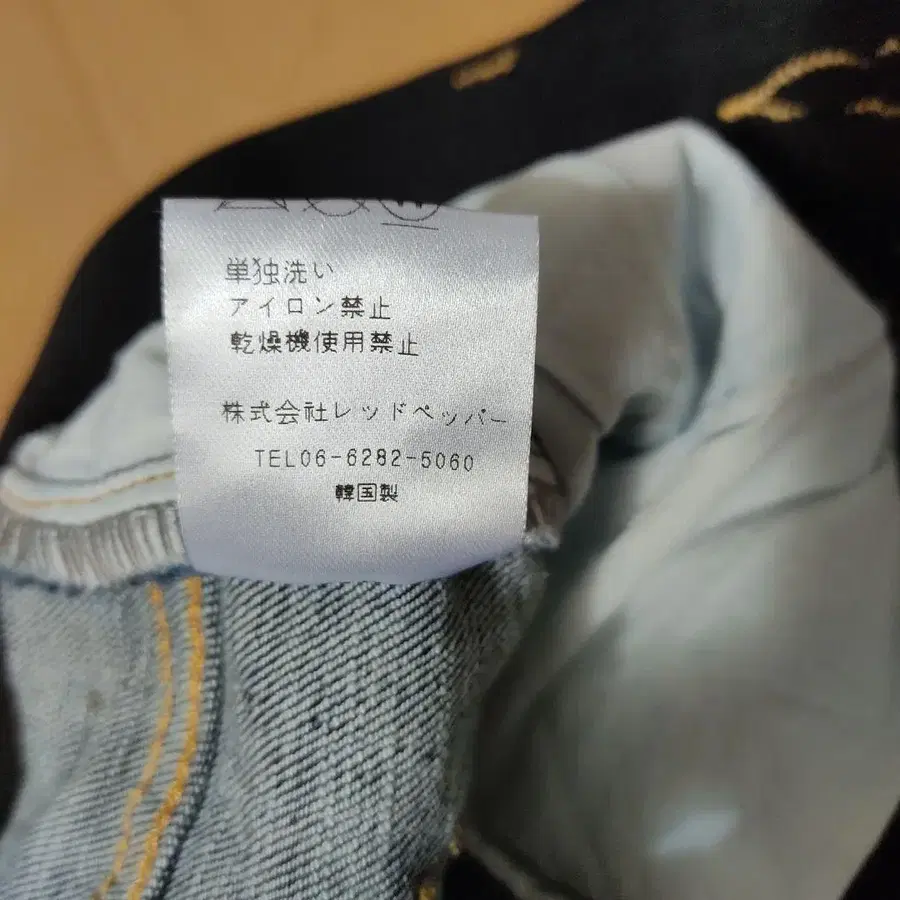 単独洗い
アイロン禁止
乾燥機使用禁止
株式会社レッドペッパー
TEL06-6282-5060
韓国製